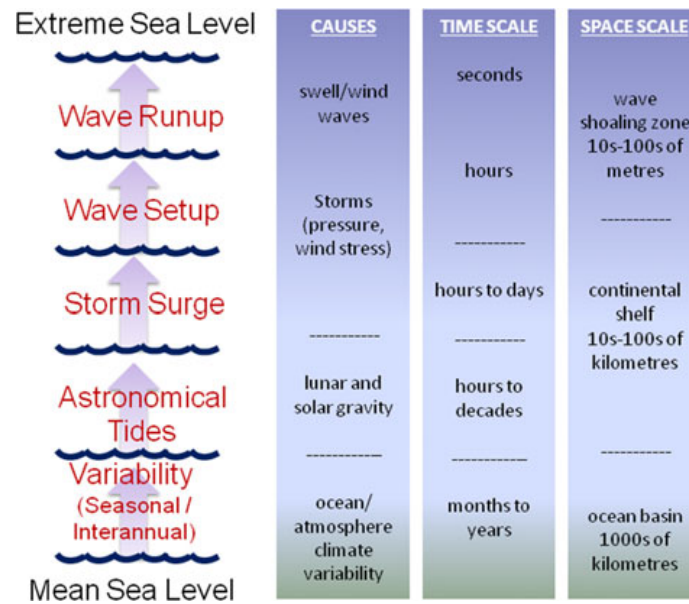 Extreme Sea Level
Wave Runup
Wave Setup
Storm Surge
Astronomical
Tides
Variability
(Seasonal /
Interannual)
Mean Sea Level
CAUSES
swell/wind
waves
Storms
(pressure,
wind stress)
-----------
lunar and
solar gravity
------------
ocean/
atmosphere
climate
variability
TIME SCALE
seconds
hours
-----------
hours to days
-----------
hours to
decades
------------
months to
years
SPACE SCALE
wave
shoaling zone
10s-100s of
metres
-----------
continental
shelf
10s-100s of
kilometres
-----------
ocean basin
1000s of
kilometres